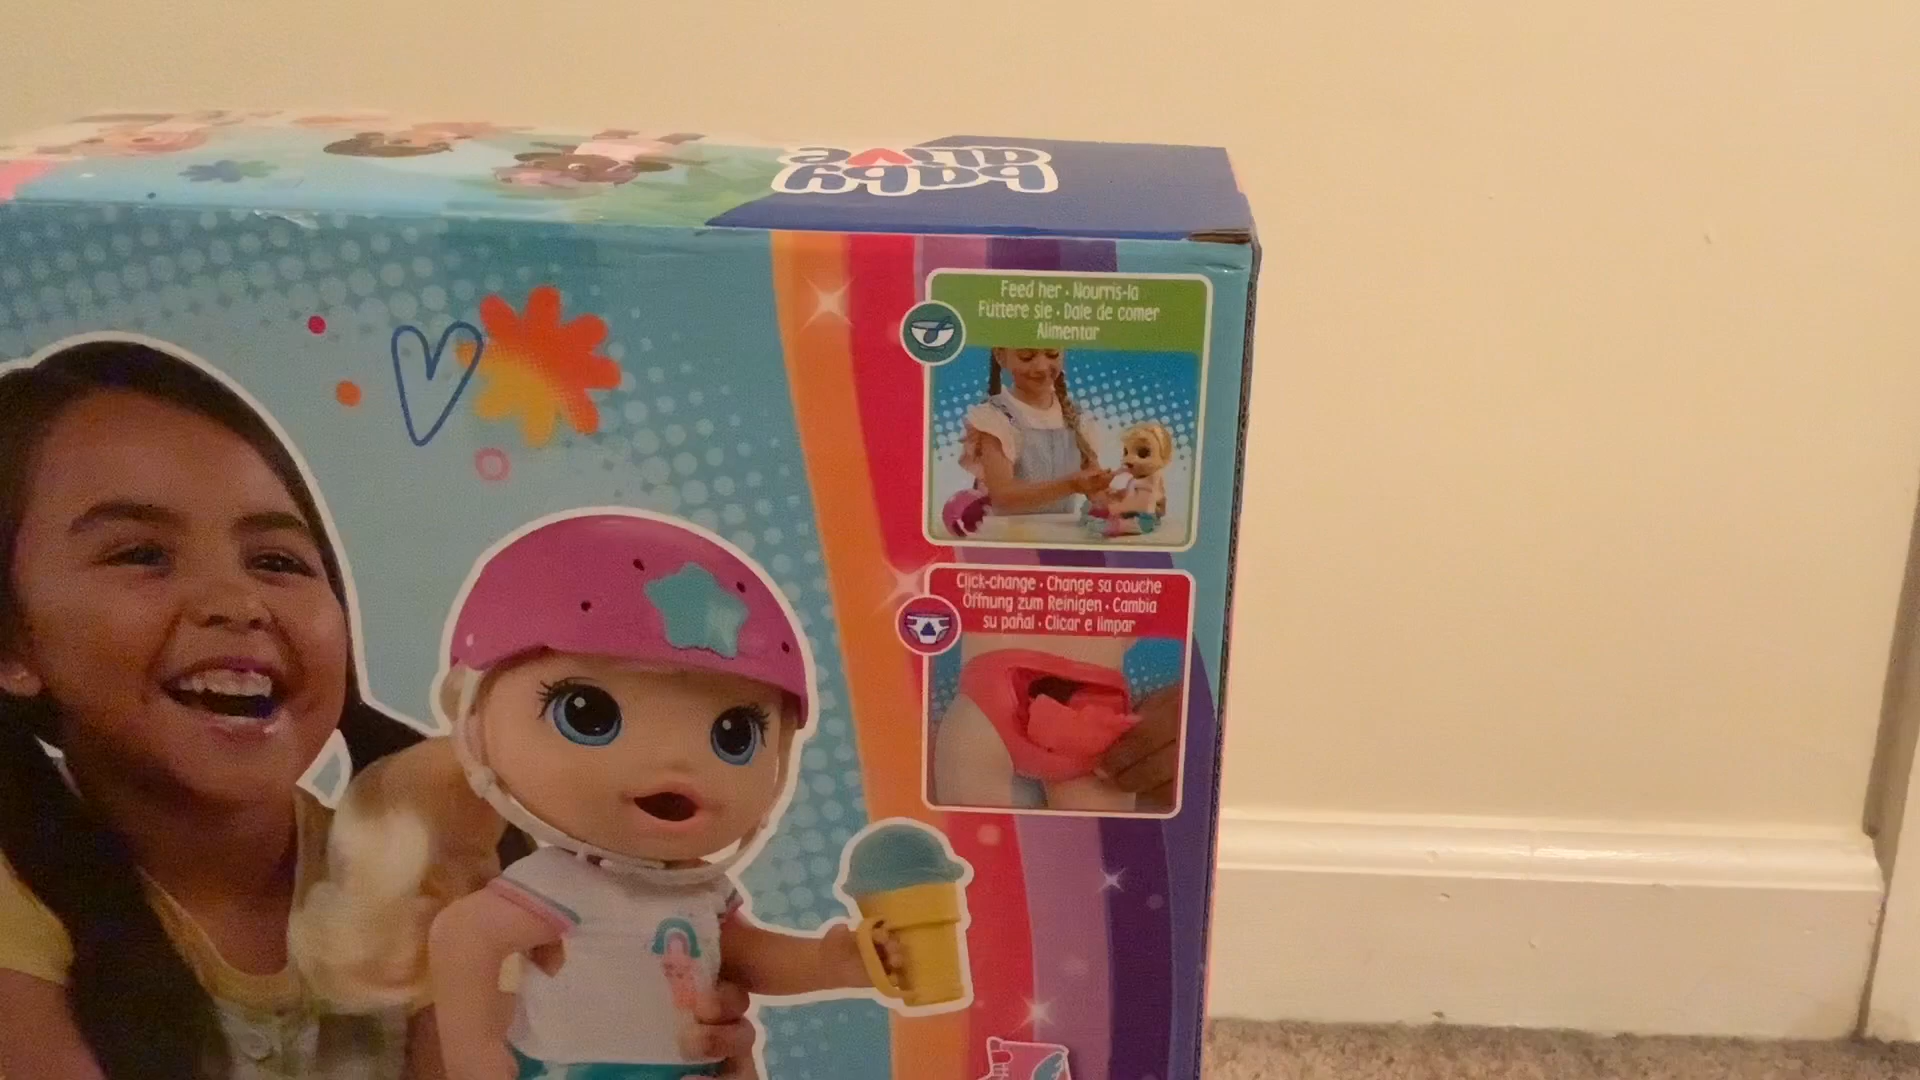 baby
alive
Feed her • Nourris-la
Füttere sie • Dale de comer
Alimentar
Click-change • Change sa couche
Öffnung zum Reinigen • Cambia
su pañal • Clicar e limpar